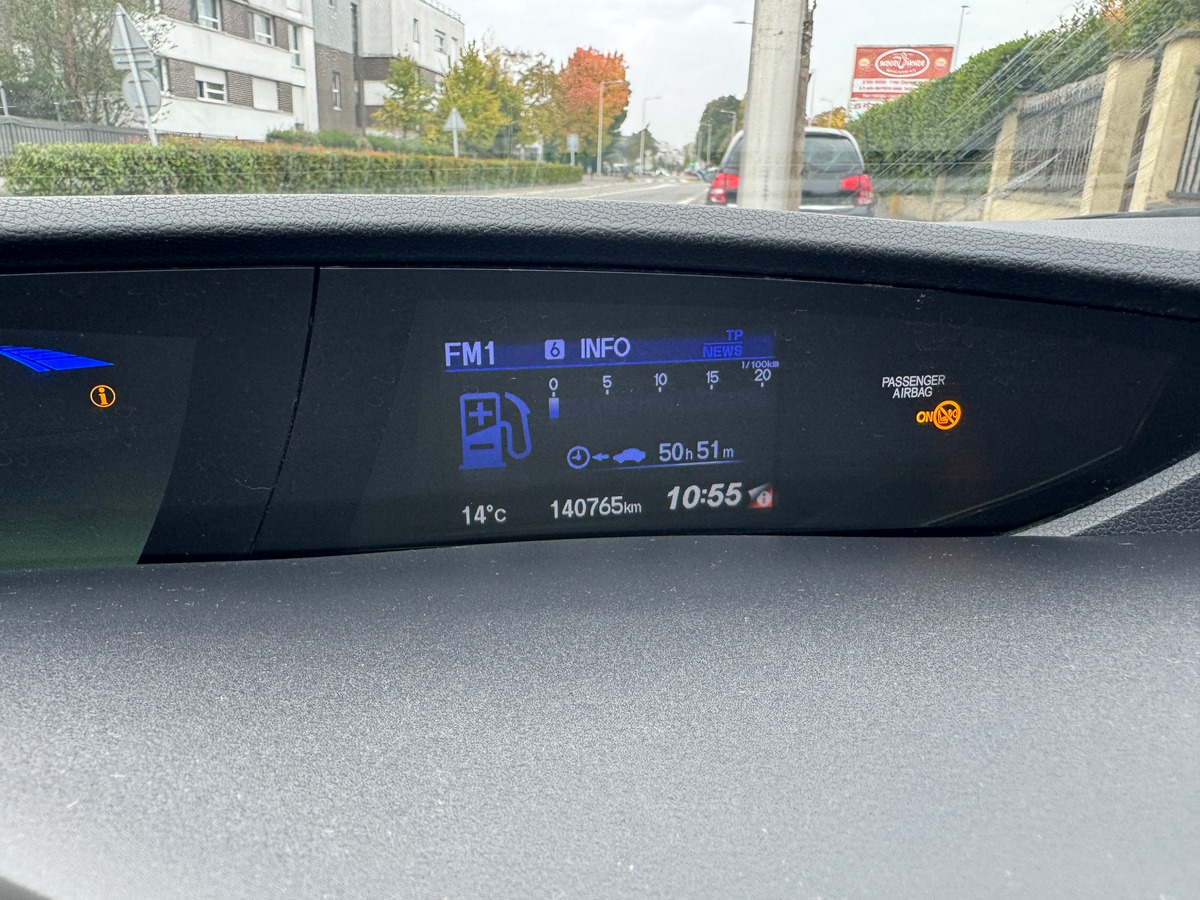 FM1 6 INFO TP
NEWS
l/100km
0 5 10 15 20
50h51m
14°c 140765km 10:55
PASSENGER
AIRBAG
ON